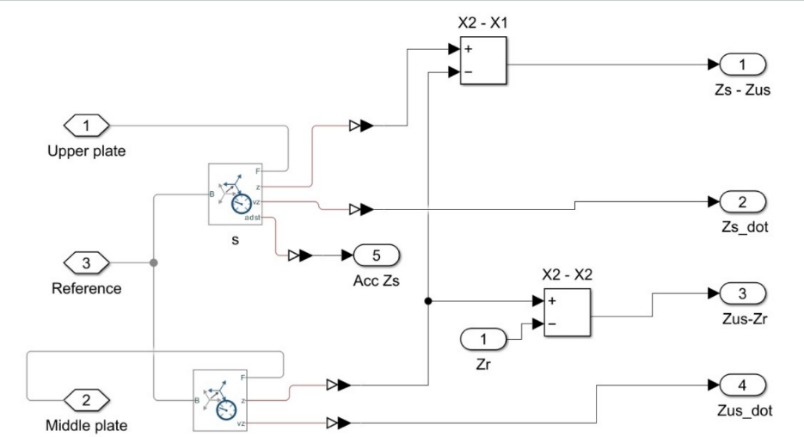 X2 - X1
+
−
1
Zs - Zus
1
Upper plate
F
z
B
vz
adst
s
2
Zs_dot
3
Reference
5
Acc Zs
X2 - X2
+
−
3
Zus-Zr
1
Zr
F
B
z
vz
2
Middle plate
4
Zus_dot